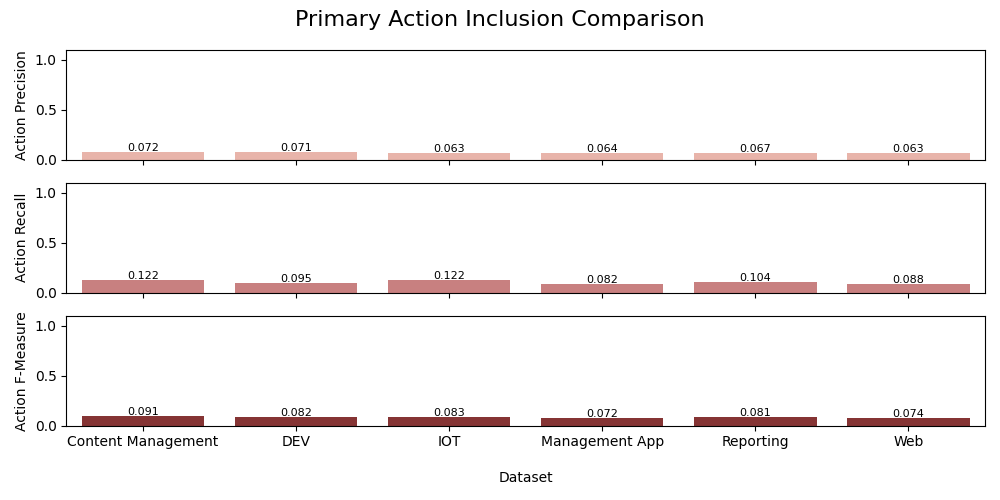 Primary Action Inclusion Comparison
Action Precision
1.0
0.5
0.0
0.072 0.071 0.063 0.064 0.067 0.063
Action Recall
1.0
0.5
0.0
0.122 0.095 0.122 0.082 0.104 0.088
Action F-Measure
1.0
0.5
0.0
0.091 0.082 0.083 0.072 0.081 0.074
Content Management DEV IOT Management App Reporting Web
Dataset